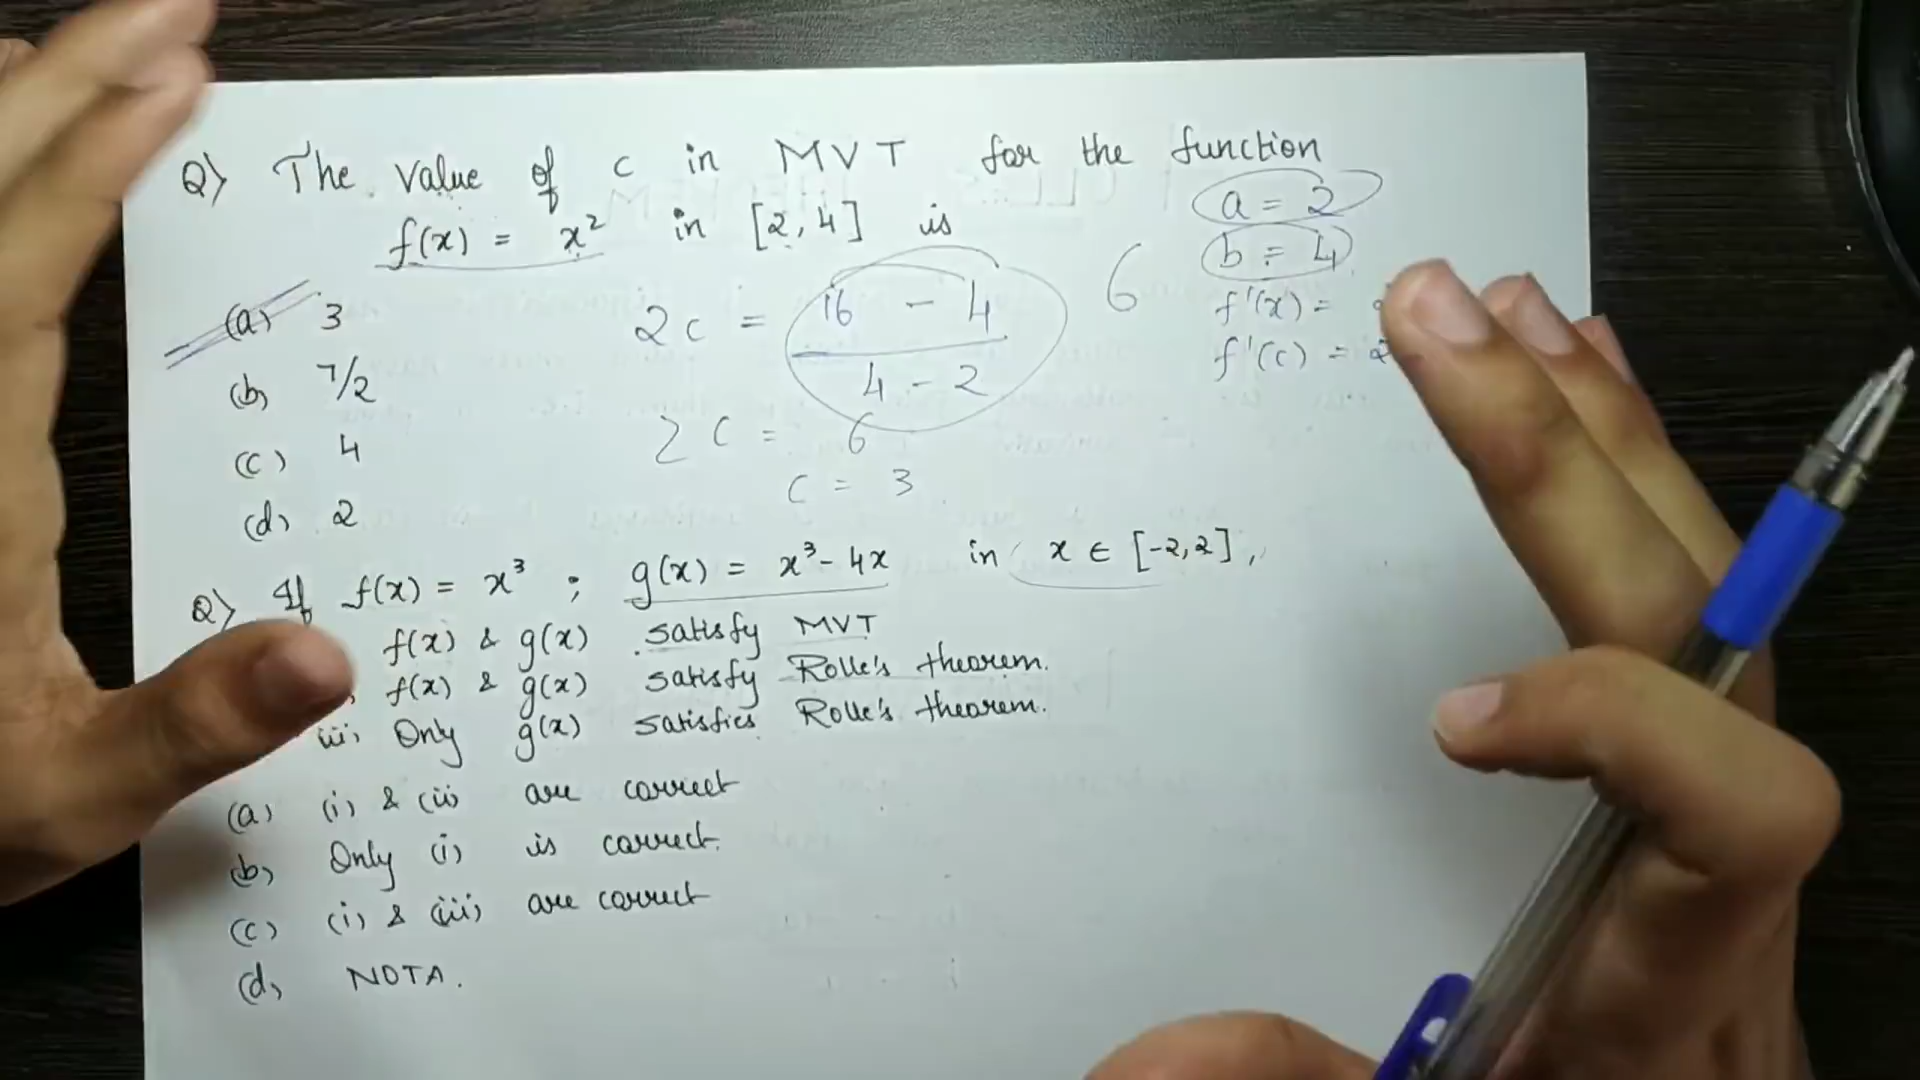 Q) The value of c in MVT for the function
f(x) = x² in [2, 4] is
a = 2
b = 4
f'(x) =
f'(c) = 2
(a) 3
(b) 7/2
(c) 4
(d) 2
2c = 16 - 4 / 4 - 2
6
2c = 6
c = 3
Q) If f(x) = x³ ; g(x) = x³ - 4x in x ∈ [-2,2],
f(x) & g(x) satisfy MVT
f(x) & g(x) satisfy Rolle's theorem.
iii) Only g(x) satisfies Rolle's theorem.
(a) (i) & (ii) are correct
(b) Only (i) is correct.
(c) (i) & (iii) are correct
(d) NOTA.